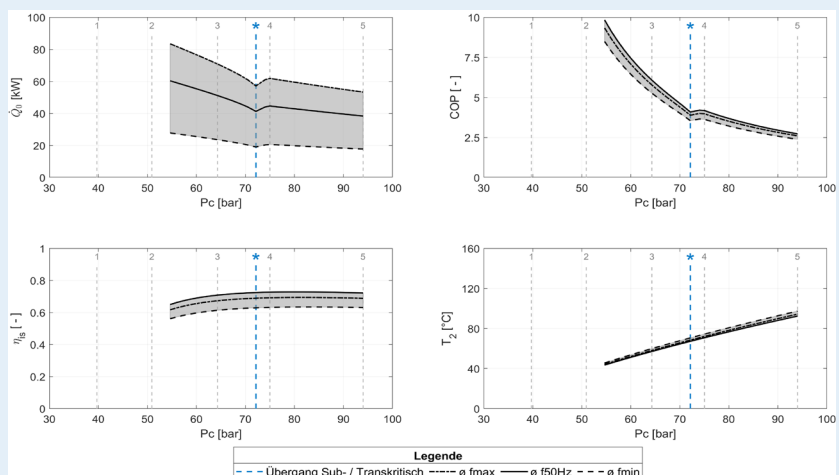 100
80
60
40
20
0
Q̇₀ [kW]
1 2 3 * 4 5
30 40 50 60 70 80 90 100
Pc [bar]
10
7.5
5
2.5
0
COP [-]
1 2 3 * 4 5
30 40 50 60 70 80 90 100
Pc [bar]
1
0.8
0.6
0.4
0.2
0
ηis [-]
1 2 3 * 4 5
30 40 50 60 70 80 90 100
Pc [bar]
160
120
80
40
0
T₂ [°C]
1 2 3 * 4 5
30 40 50 60 70 80 90 100
Pc [bar]
Legende
Übergang Sub- / Transkritisch ø fmax ø f50Hz ø fmin